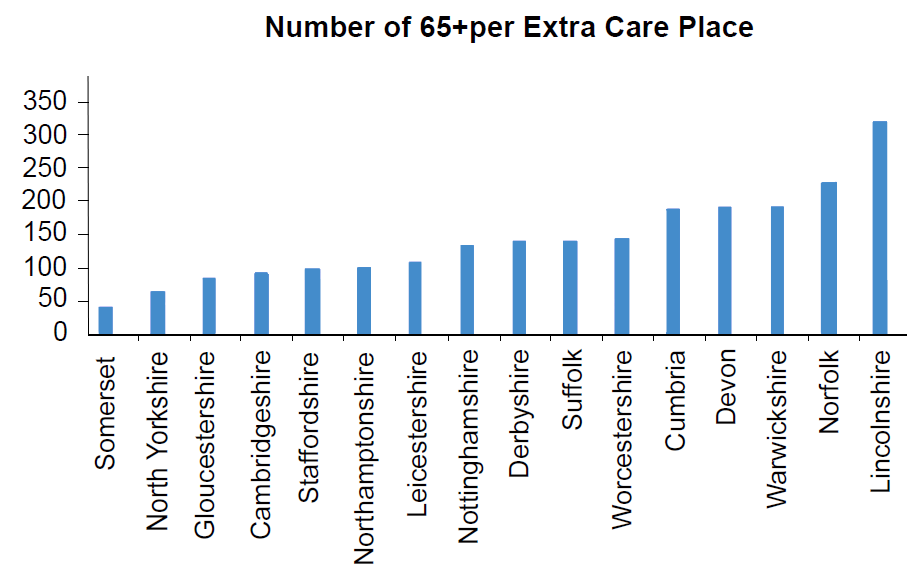 Number of 65+per Extra Care Place
350
300
250
200
150
100
50
0
Somerset
North Yorkshire
Gloucestershire
Cambridgeshire
Staffordshire
Northamptonshire
Leicestershire
Nottinghamshire
Derbyshire
Suffolk
Worcestershire
Cumbria
Devon
Warwickshire
Norfolk
Lincolnshire